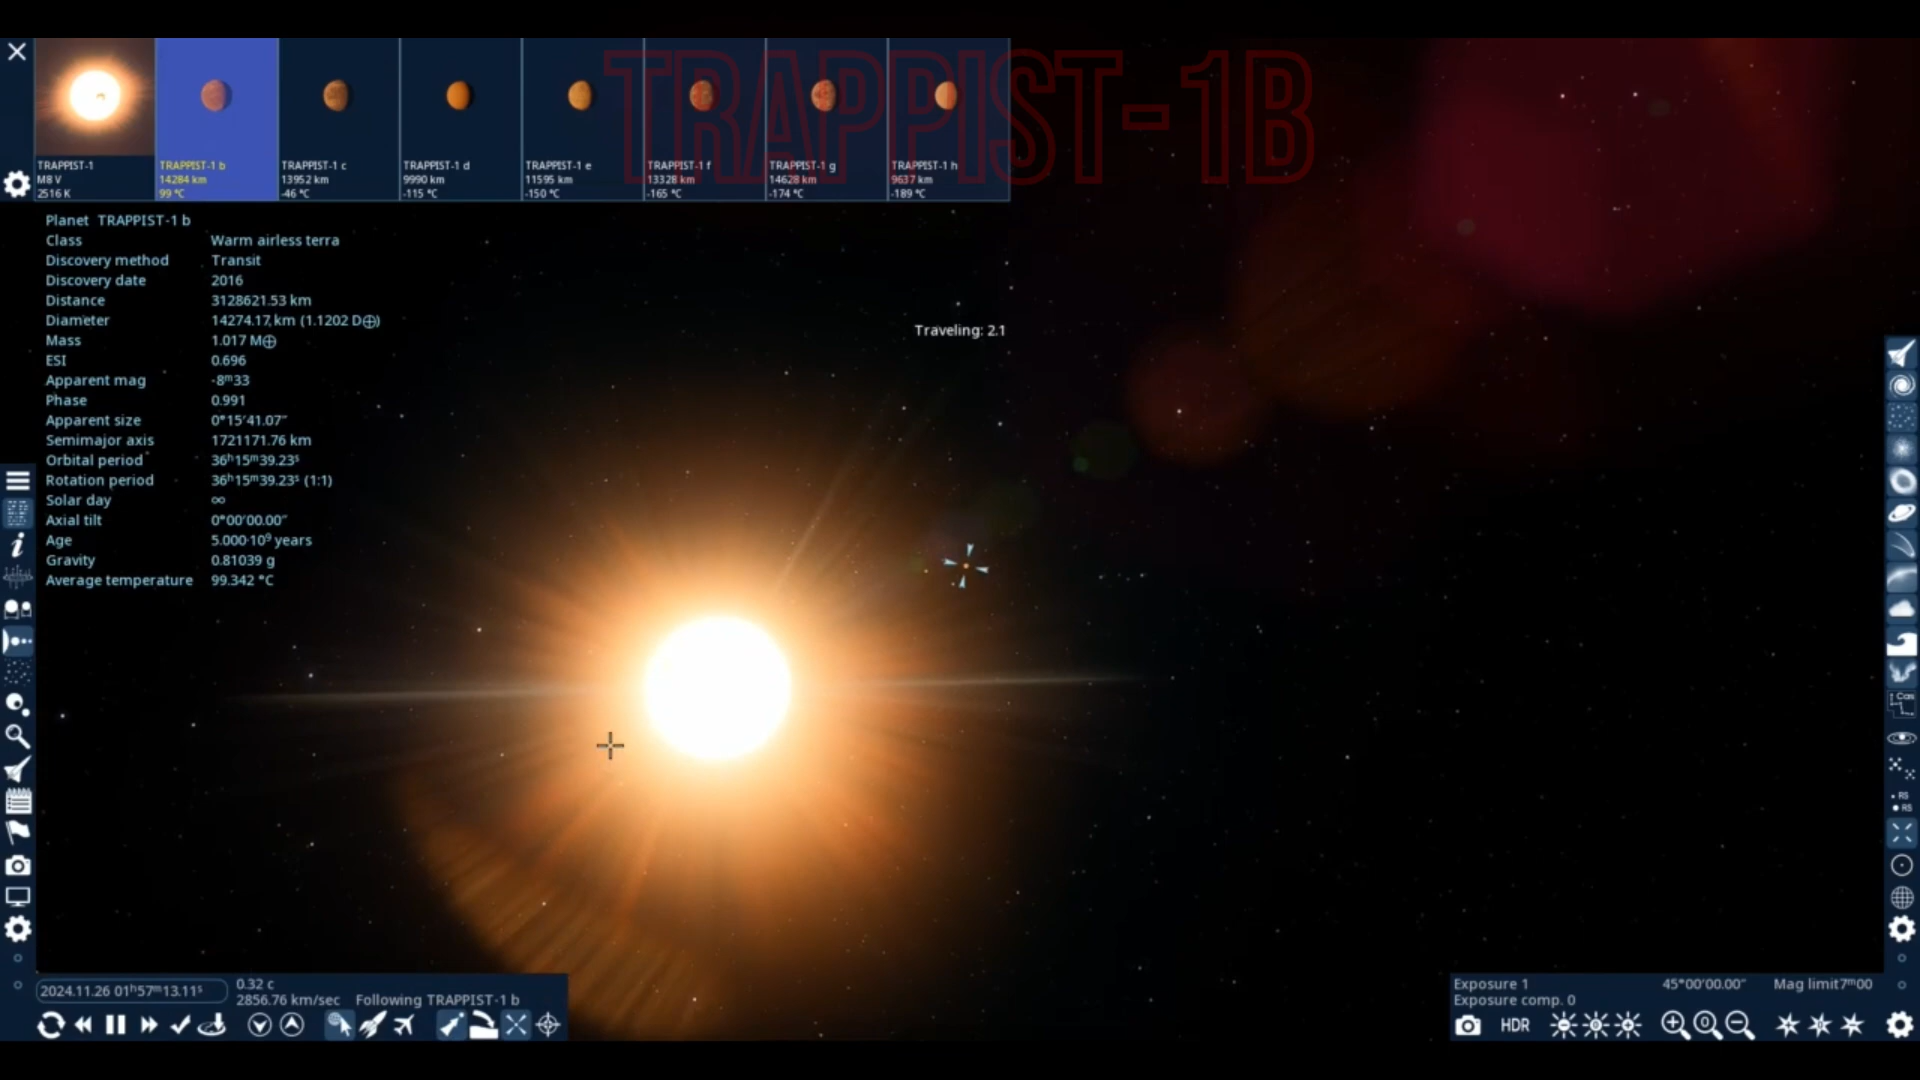 TRAPPIST-1B
TRAPPIST-1
M8 V
2516 K
TRAPPIST-1 b
14284 km
99 °C
TRAPPIST-1 c
13952 km
-46 °C
TRAPPIST-1 d
9990 km
-115 °C
TRAPPIST-1 e
11595 km
-150 °C
TRAPPIST-1 f
13328 km
-165 °C
TRAPPIST-1 g
14628 km
-174 °C
TRAPPIST-1 h
9637 km
-189 °C
Planet TRAPPIST-1 b
Class Warm airless terra
Discovery method Transit
Discovery date 2016
Distance 3128621.53 km
Diameter 14274.17 km (1.1202 D⊕)
Mass 1.017 M⊕
ESI 0.696
Apparent mag -8ᵐ33
Phase 0.991
Apparent size 0°15′41.07″
Semimajor axis 1721171.76 km
Orbital period 36ʰ15ᵐ39.23ˢ
Rotation period 36ʰ15ᵐ39.23ˢ (1:1)
Solar day ∞
Axial tilt 0°00′00.00″
Age 5.000·10⁹ years
Gravity 0.81039 g
Average temperature 99.342 °C
Traveling: 2.1
Cas
RS
RS
2024.11.26 01ʰ57ᵐ13.11ˢ
0.32 c
2856.76 km/sec Following TRAPPIST-1 b
Exposure 1 45°00′00.00″ Mag limit7ᵐ00
Exposure comp. 0
HDR
0